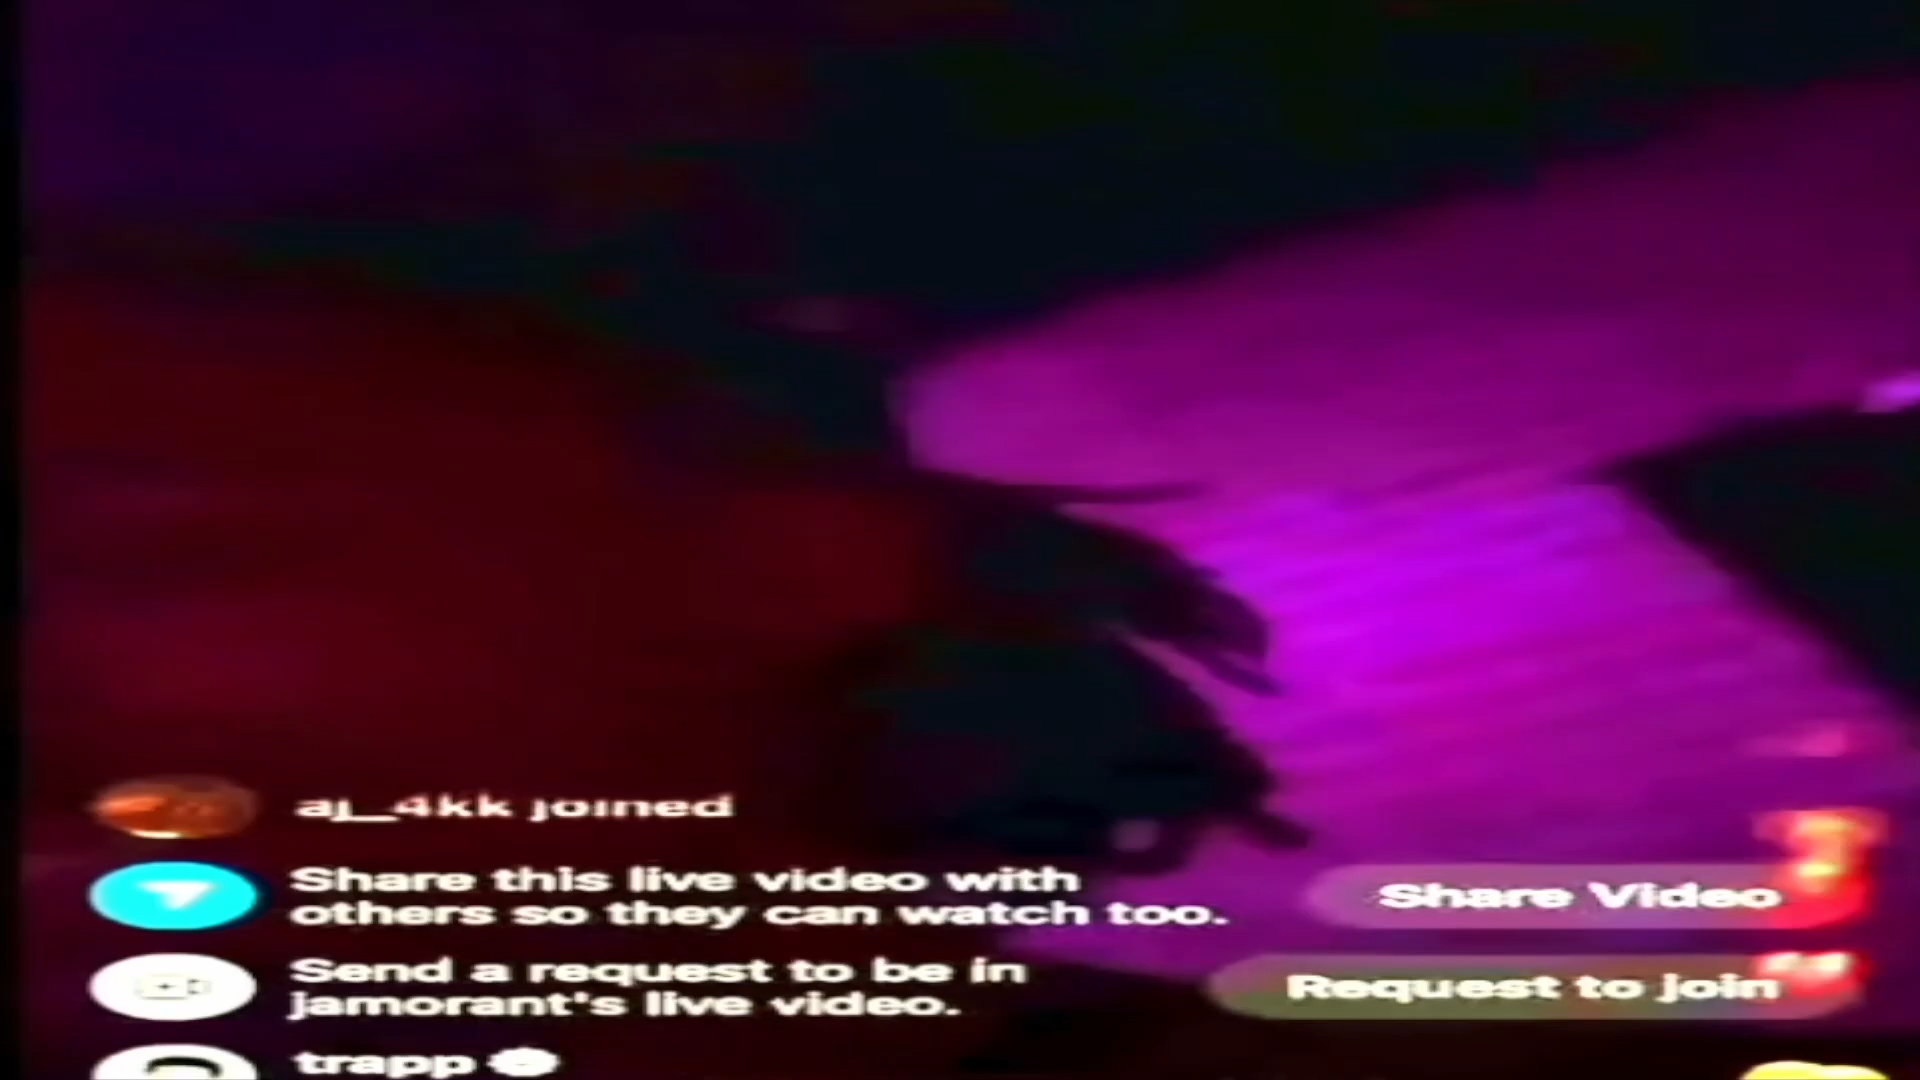 aj_4kk joined
Share this live video with
others so they can watch too.
Share Video
Send a request to be in
jamorant's live video.
Request to join
trapp